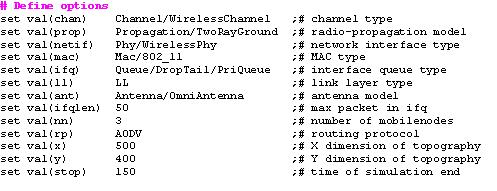 # Define options
set val(chan) Channel/WirelessChannel ;# channel type
set val(prop) Propagation/TwoRayGround ;# radio-propagation model
set val(netif) Phy/WirelessPhy ;# network interface type
set val(mac) Mac/802_11 ;# MAC type
set val(ifq) Queue/DropTail/PriQueue ;# interface queue type
set val(ll) LL ;# link layer type
set val(ant) Antenna/OmniAntenna ;# antenna model
set val(ifqlen) 50 ;# max packet in ifq
set val(nn) 3 ;# number of mobilenodes
set val(rp) AODV ;# routing protocol
set val(x) 500 ;# X dimension of topography
set val(y) 400 ;# Y dimension of topography
set val(stop) 150 ;# time of simulation end